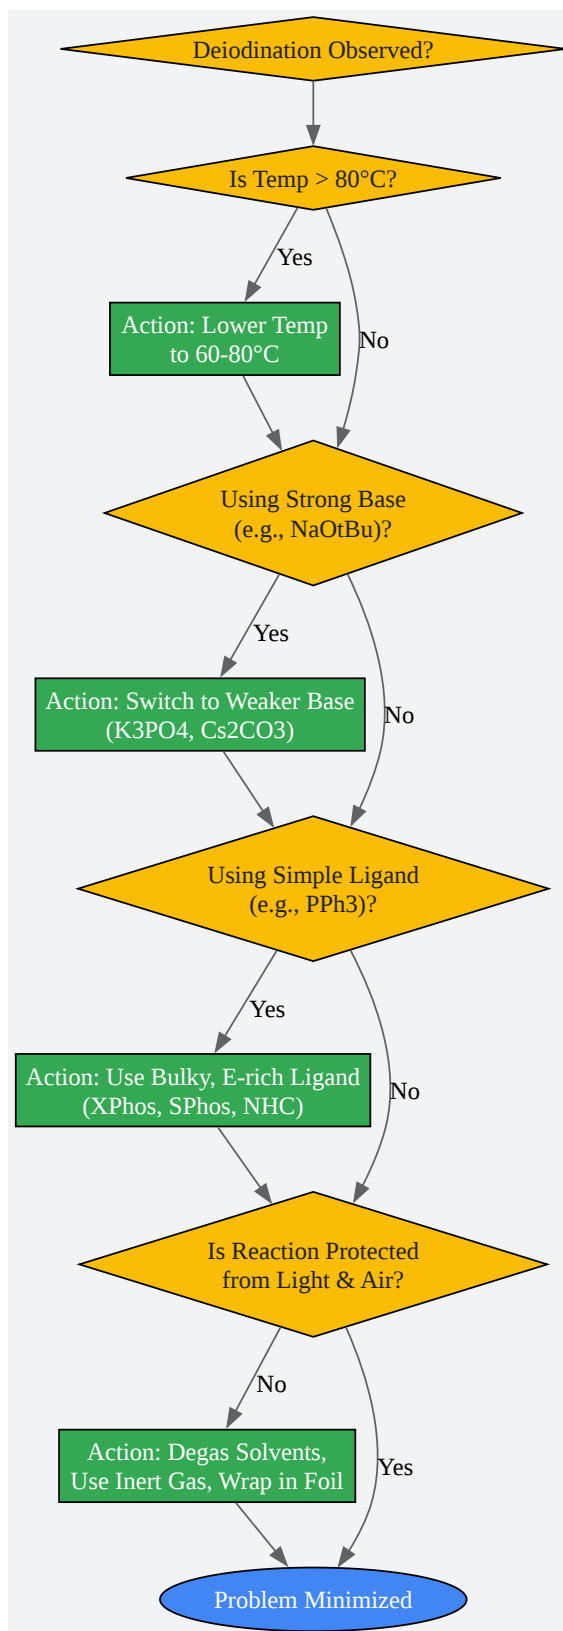 Deiodination Observed?
Is Temp > 80°C?
Yes
Action: Lower Temp
to 60-80°C
No
Using Strong Base
(e.g., NaOtBu)?
Yes
Action: Switch to Weaker Base
(K3PO4, Cs2CO3)
No
Using Simple Ligand
(e.g., PPh3)?
Yes
Action: Use Bulky, E-rich Ligand
(XPhos, SPhos, NHC)
No
Is Reaction Protected
from Light & Air?
No
Action: Degas Solvents,
Use Inert Gas, Wrap in Foil
Yes
Problem Minimized